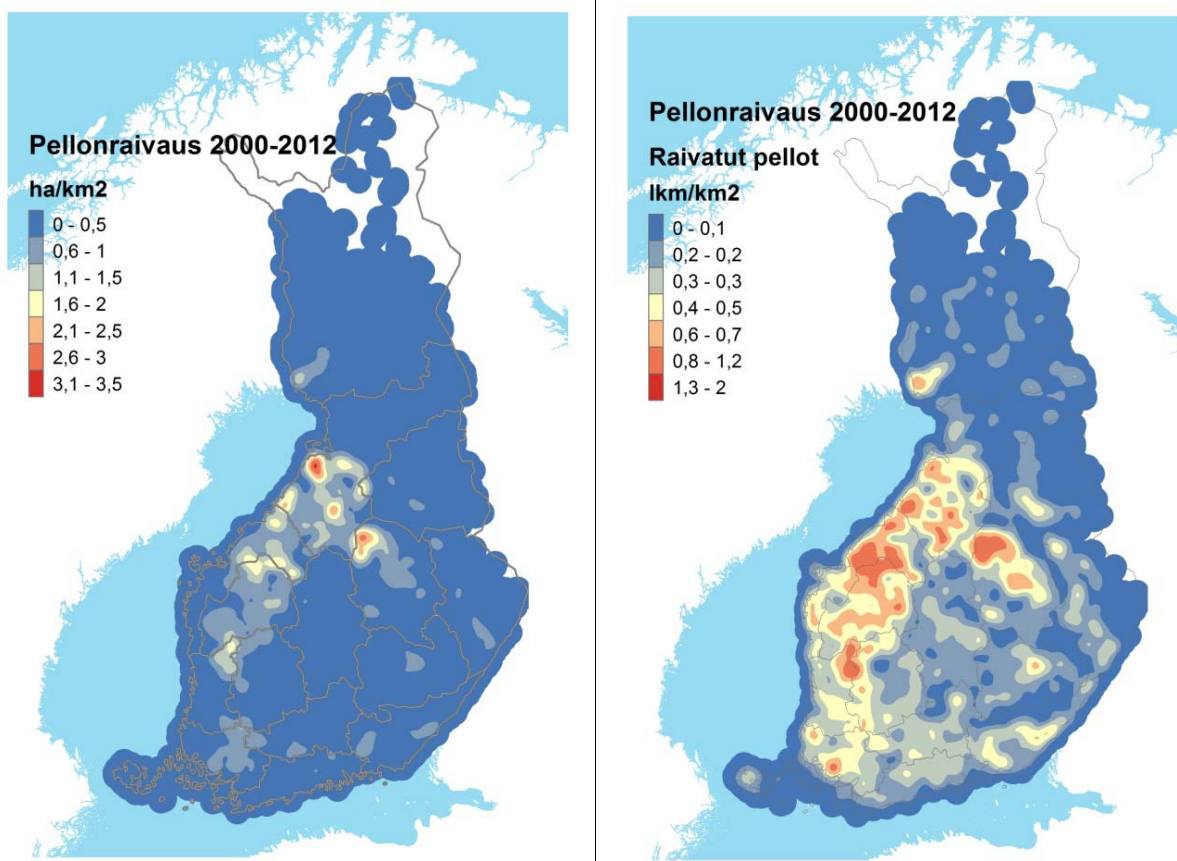 Pellonraivaus 2000-2012
ha/km2
0 - 0,5
0,6 - 1
1,1 - 1,5
1,6 - 2
2,1 - 2,5
2,6 - 3
3,1 - 3,5
Pellonraivaus 2000-2012
Raivatut pellot
lkm/km2
0 - 0,1
0,2 - 0,2
0,3 - 0,3
0,4 - 0,5
0,6 - 0,7
0,8 - 1,2
1,3 - 2